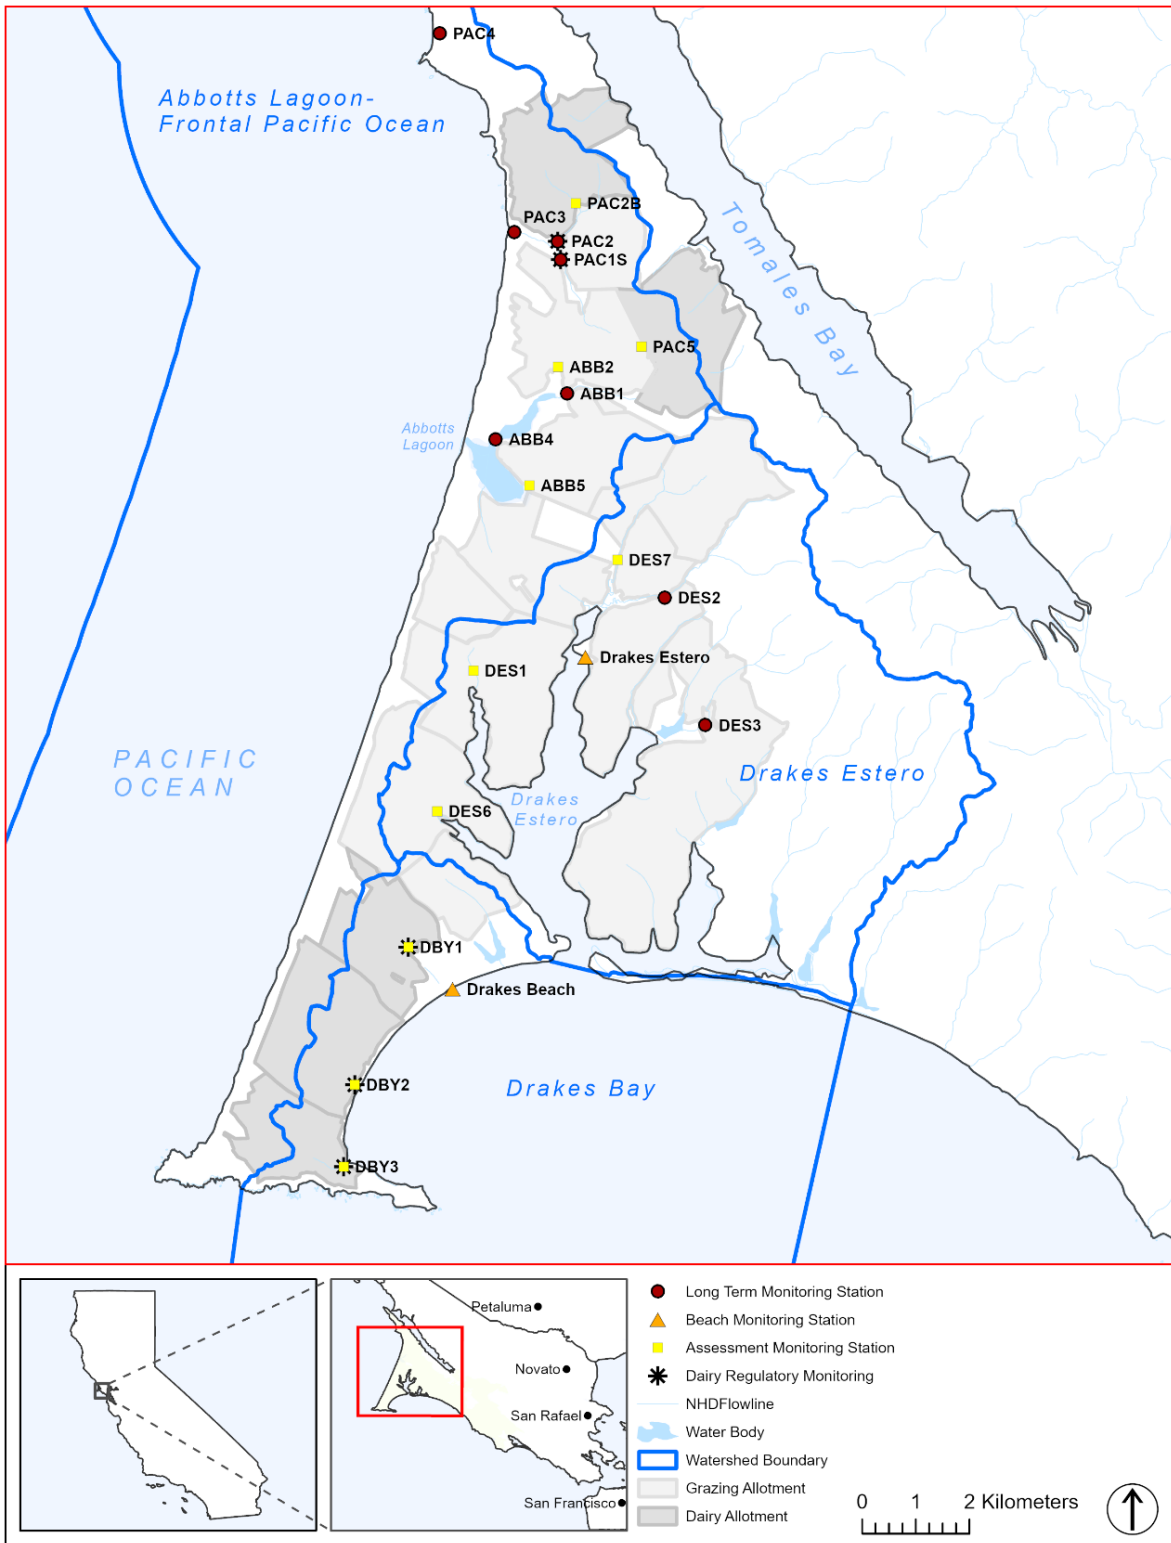 PAC4
Abbotts Lagoon-
Frontal Pacific Ocean
PAC2B
PAC3
PAC2
PAC1S
Tomales Bay
PAC5
ABB2
ABB1
Abbotts
Lagoon
ABB4
ABB5
DES7
DES2
Drakes Estero
DES1
DES3
PACIFIC
OCEAN
Drakes Estero
Drakes
Estero
DES6
DBY1
Drakes Beach
DBY2
Drakes Bay
DBY3
Petaluma
Novato
San Rafael
San Francisco
Long Term Monitoring Station
Beach Monitoring Station
Assessment Monitoring Station
Dairy Regulatory Monitoring
NHDFlowline
Water Body
Watershed Boundary
Grazing Allotment
Dairy Allotment
0 1 2 Kilometers